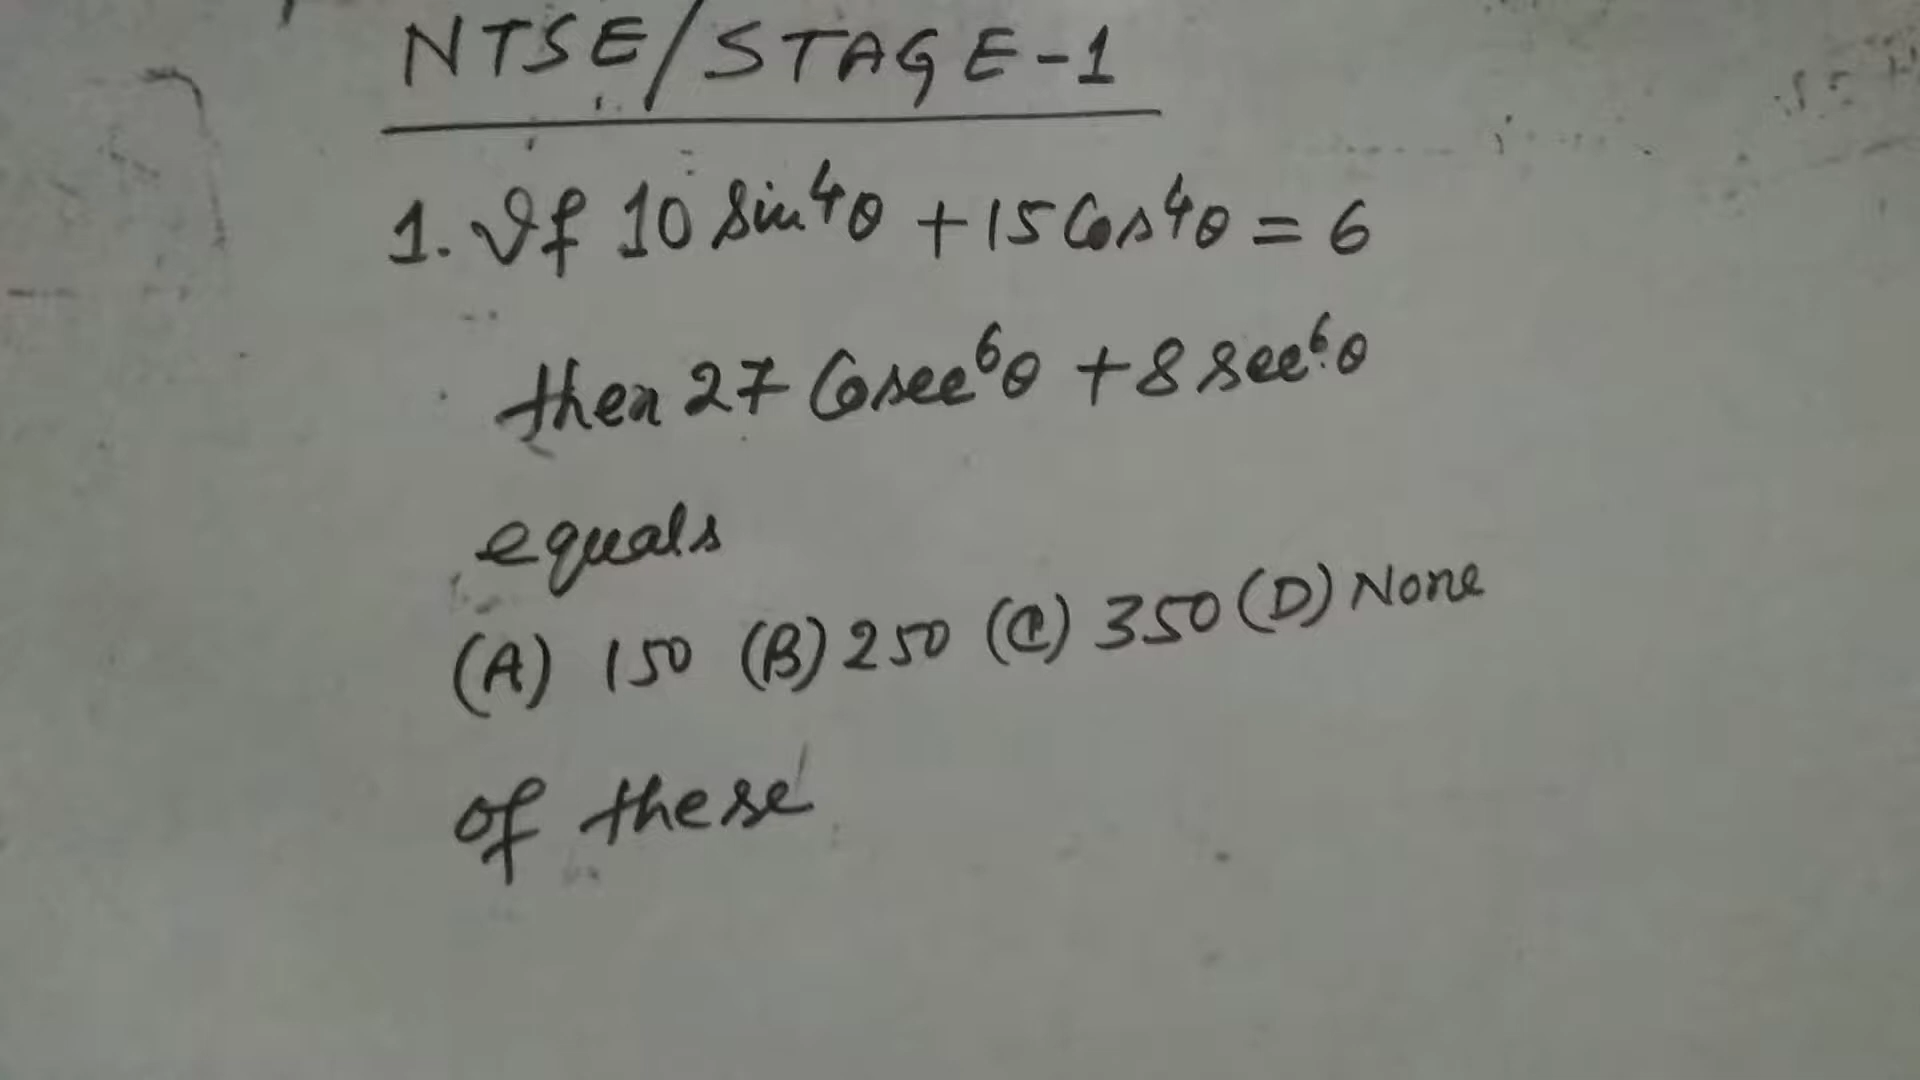 NTSE/STAGE-1
1. If 10 sin⁴θ + 15 Cos⁴θ = 6
then 27 Cosec⁶θ + 8 sec⁶θ
equals
(A) 150 (B) 250 (C) 350 (D) None
of these